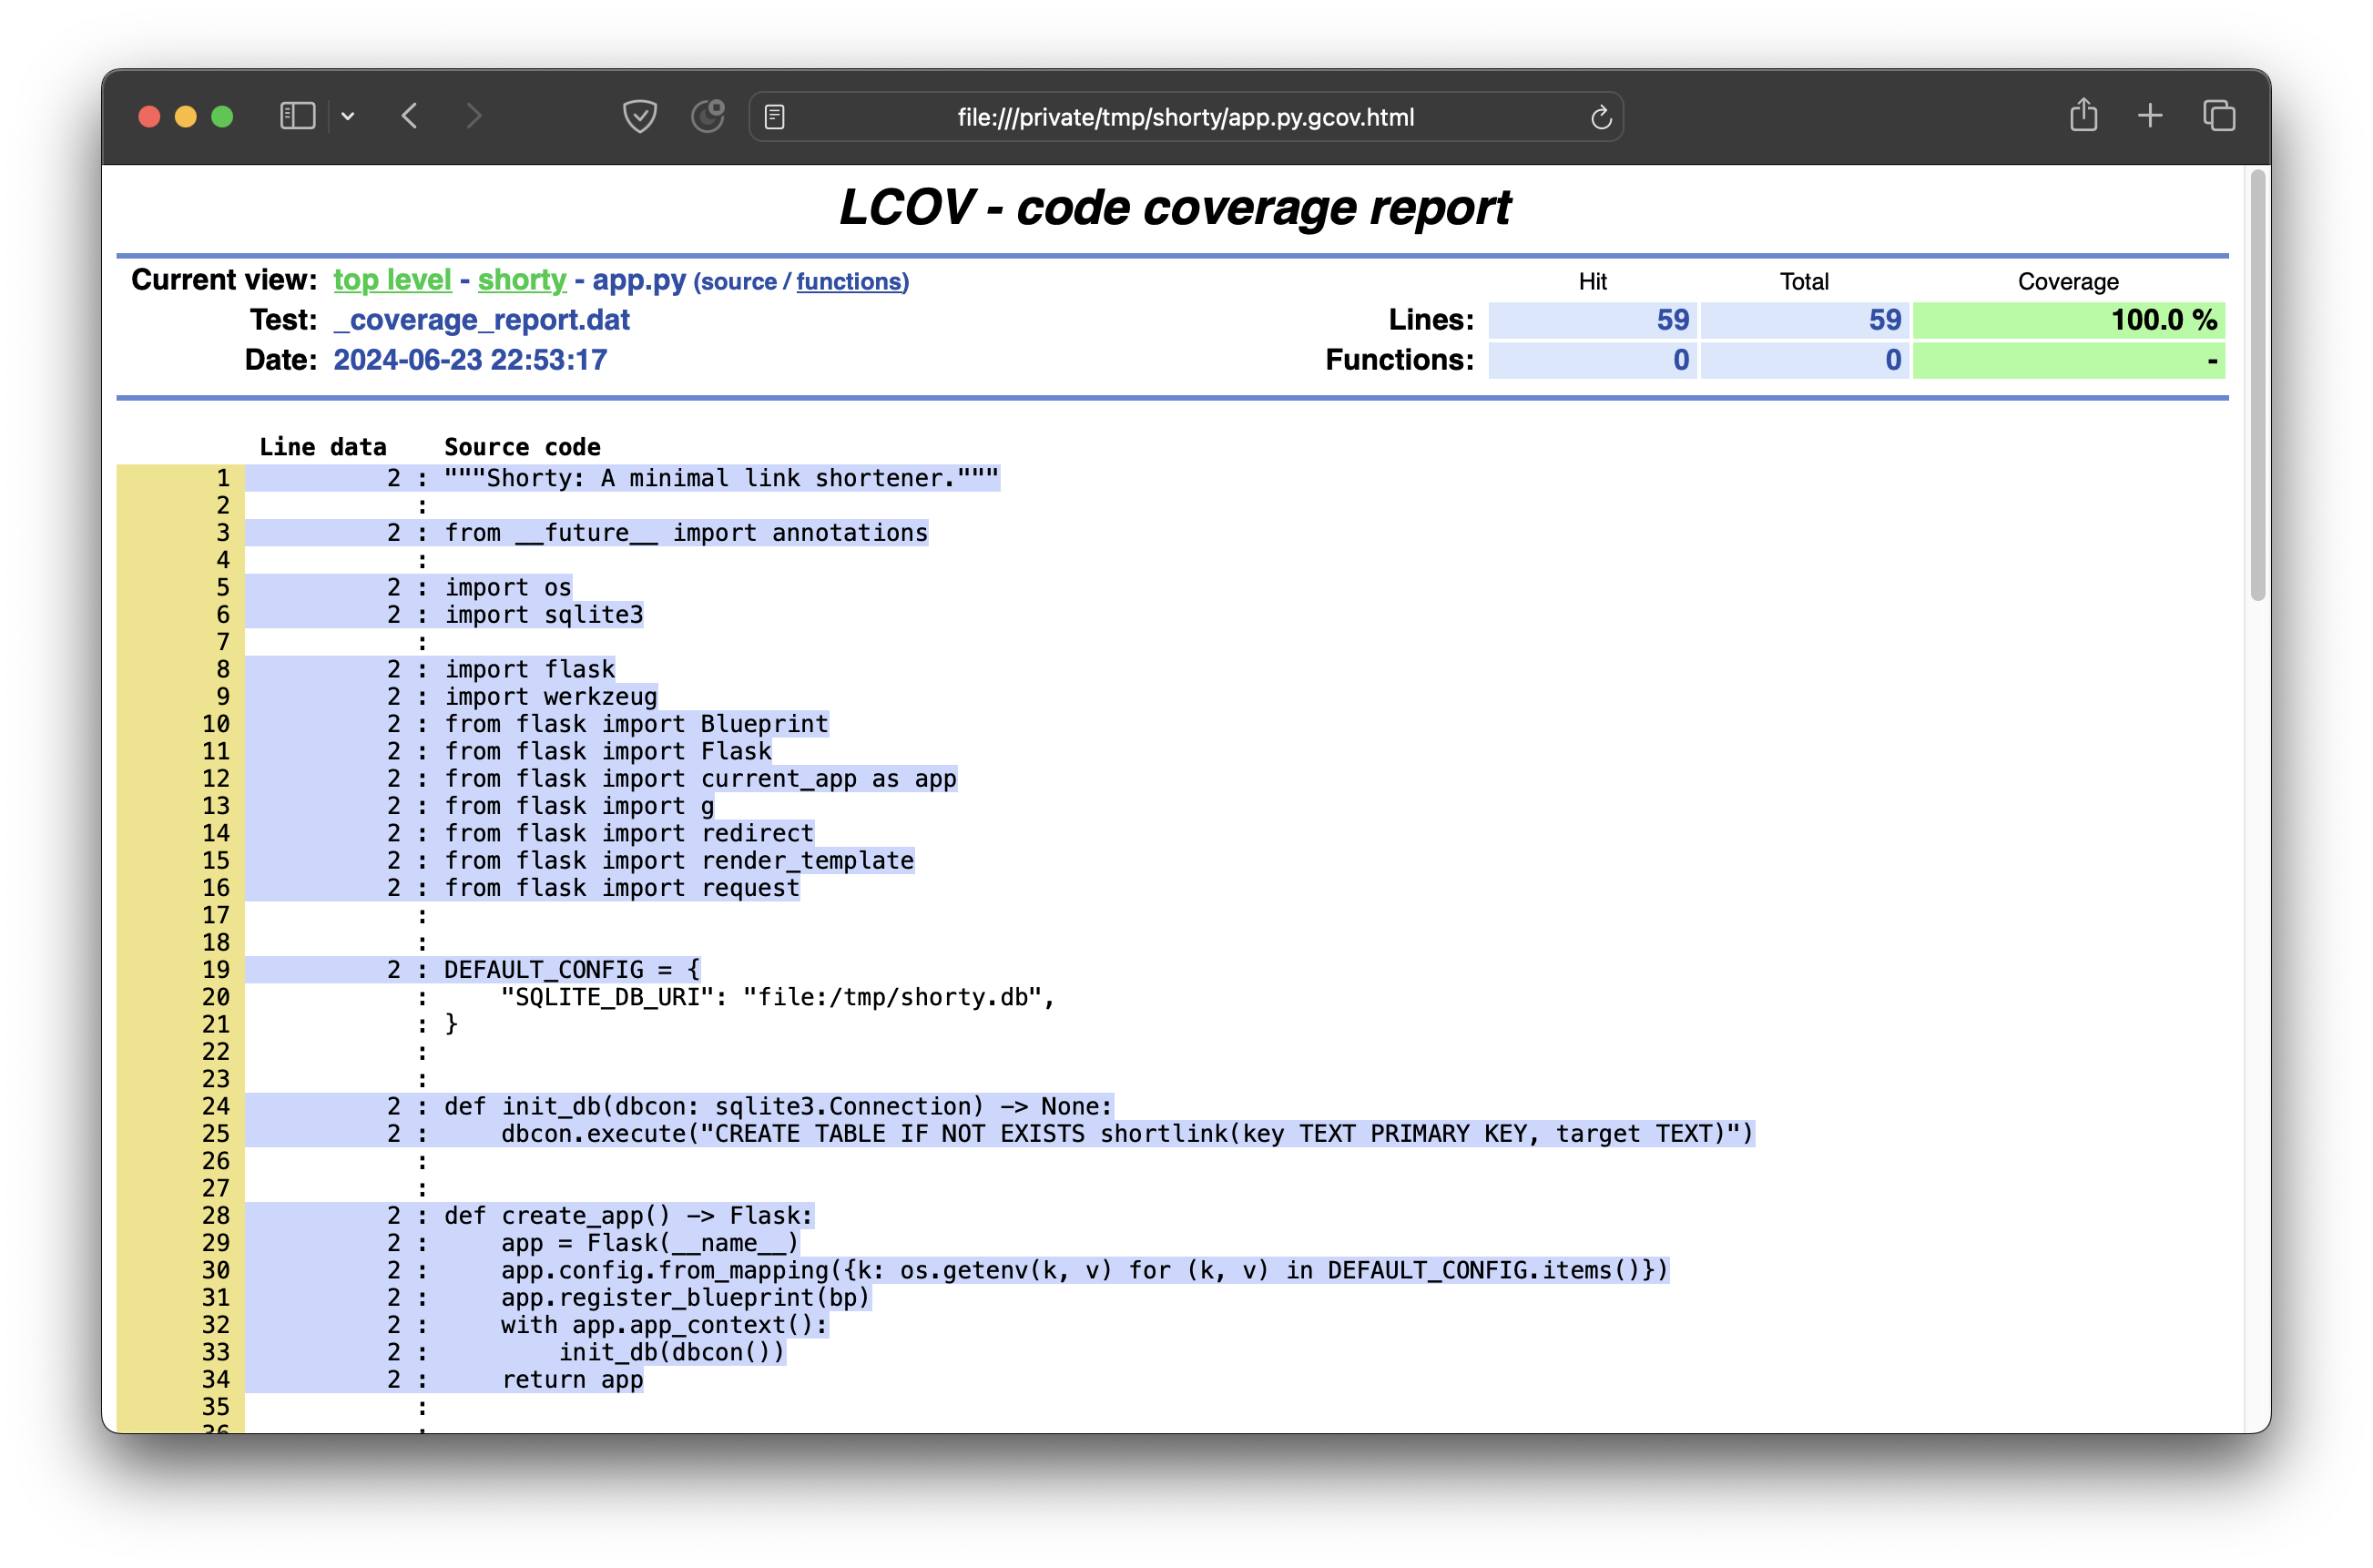 file:///private/tmp/shorty/app.py.gcov.html
LCOV - code coverage report
Current view: top level - shorty - app.py (source / functions) Hit Total Coverage
Test: _coverage_report.dat Lines: 59 59 100.0 %
Date: 2024-06-23 22:53:17 Functions: 0 0 -
Line data Source code
1 2 : """Shorty: A minimal link shortener."""
2 :
3 2 : from __future__ import annotations
4 :
5 2 : import os
6 2 : import sqlite3
7 :
8 2 : import flask
9 2 : import werkzeug
10 2 : from flask import Blueprint
11 2 : from flask import Flask
12 2 : from flask import current_app as app
13 2 : from flask import g
14 2 : from flask import redirect
15 2 : from flask import render_template
16 2 : from flask import request
17 :
18 :
19 2 : DEFAULT_CONFIG = {
20 :     "SQLITE_DB_URI": "file:/tmp/shorty.db",
21 : }
22 :
23 :
24 2 : def init_db(dbcon: sqlite3.Connection) -> None:
25 2 :     dbcon.execute("CREATE TABLE IF NOT EXISTS shortlink(key TEXT PRIMARY KEY, target TEXT)")
26 :
27 :
28 2 : def create_app() -> Flask:
29 2 :     app = Flask(__name__)
30 2 :     app.config.from_mapping({k: os.getenv(k, v) for (k, v) in DEFAULT_CONFIG.items()})
31 2 :     app.register_blueprint(bp)
32 2 :     with app.app_context():
33 2 :         init_db(dbcon())
34 2 :     return app
35 :
36 :